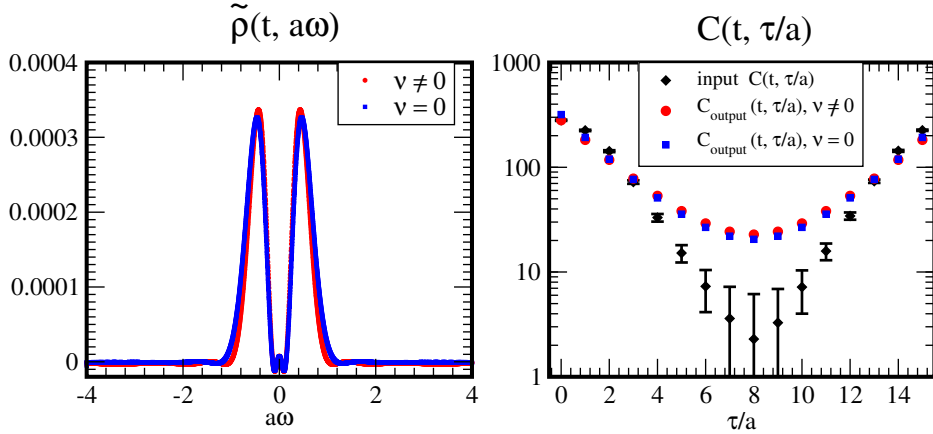 ρ̃(t, aω)
0.0004
0.0003
0.0002
0.0001
0
-4
-2
0
2
4
aω
ν ≠ 0
ν = 0
C(t, τ/a)
1000
100
10
1
0
2
4
6
8
10
12
14
τ/a
input C(t, τ/a)
C_output (t, τ/a), ν ≠ 0
C_output (t, τ/a), ν = 0